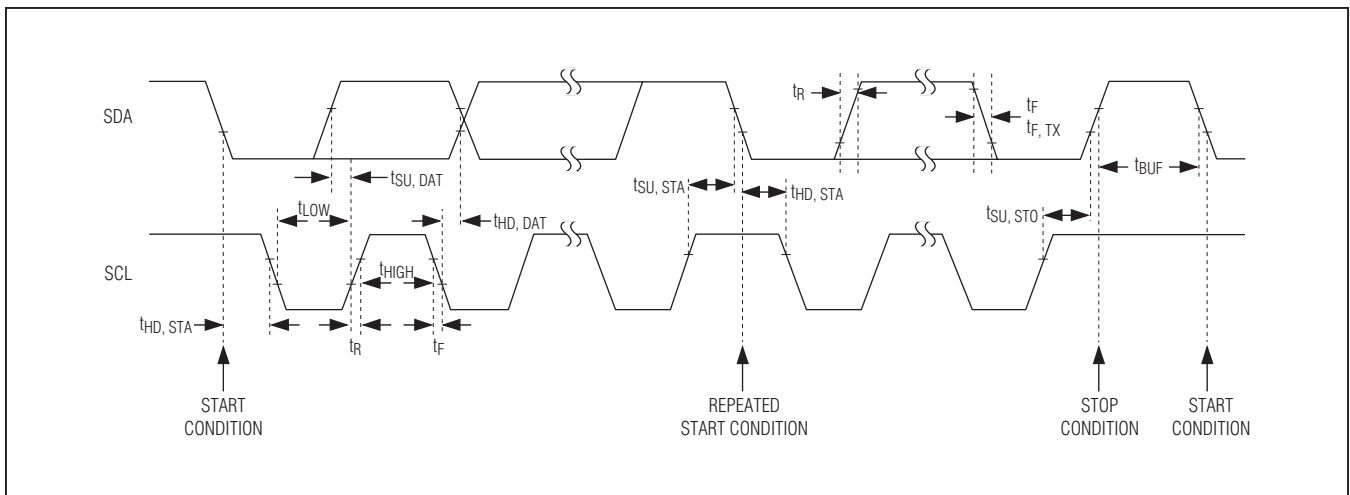 SDA
tR
tF
tF, TX
tSU, DAT
tSU, STA
tHD, STA
tBUF
tLOW
tHD, DAT
tSU, STO
SCL
tHIGH
tHD, STA
tR
tF
START
CONDITION
REPEATED
START CONDITION
STOP
CONDITION
START
CONDITION